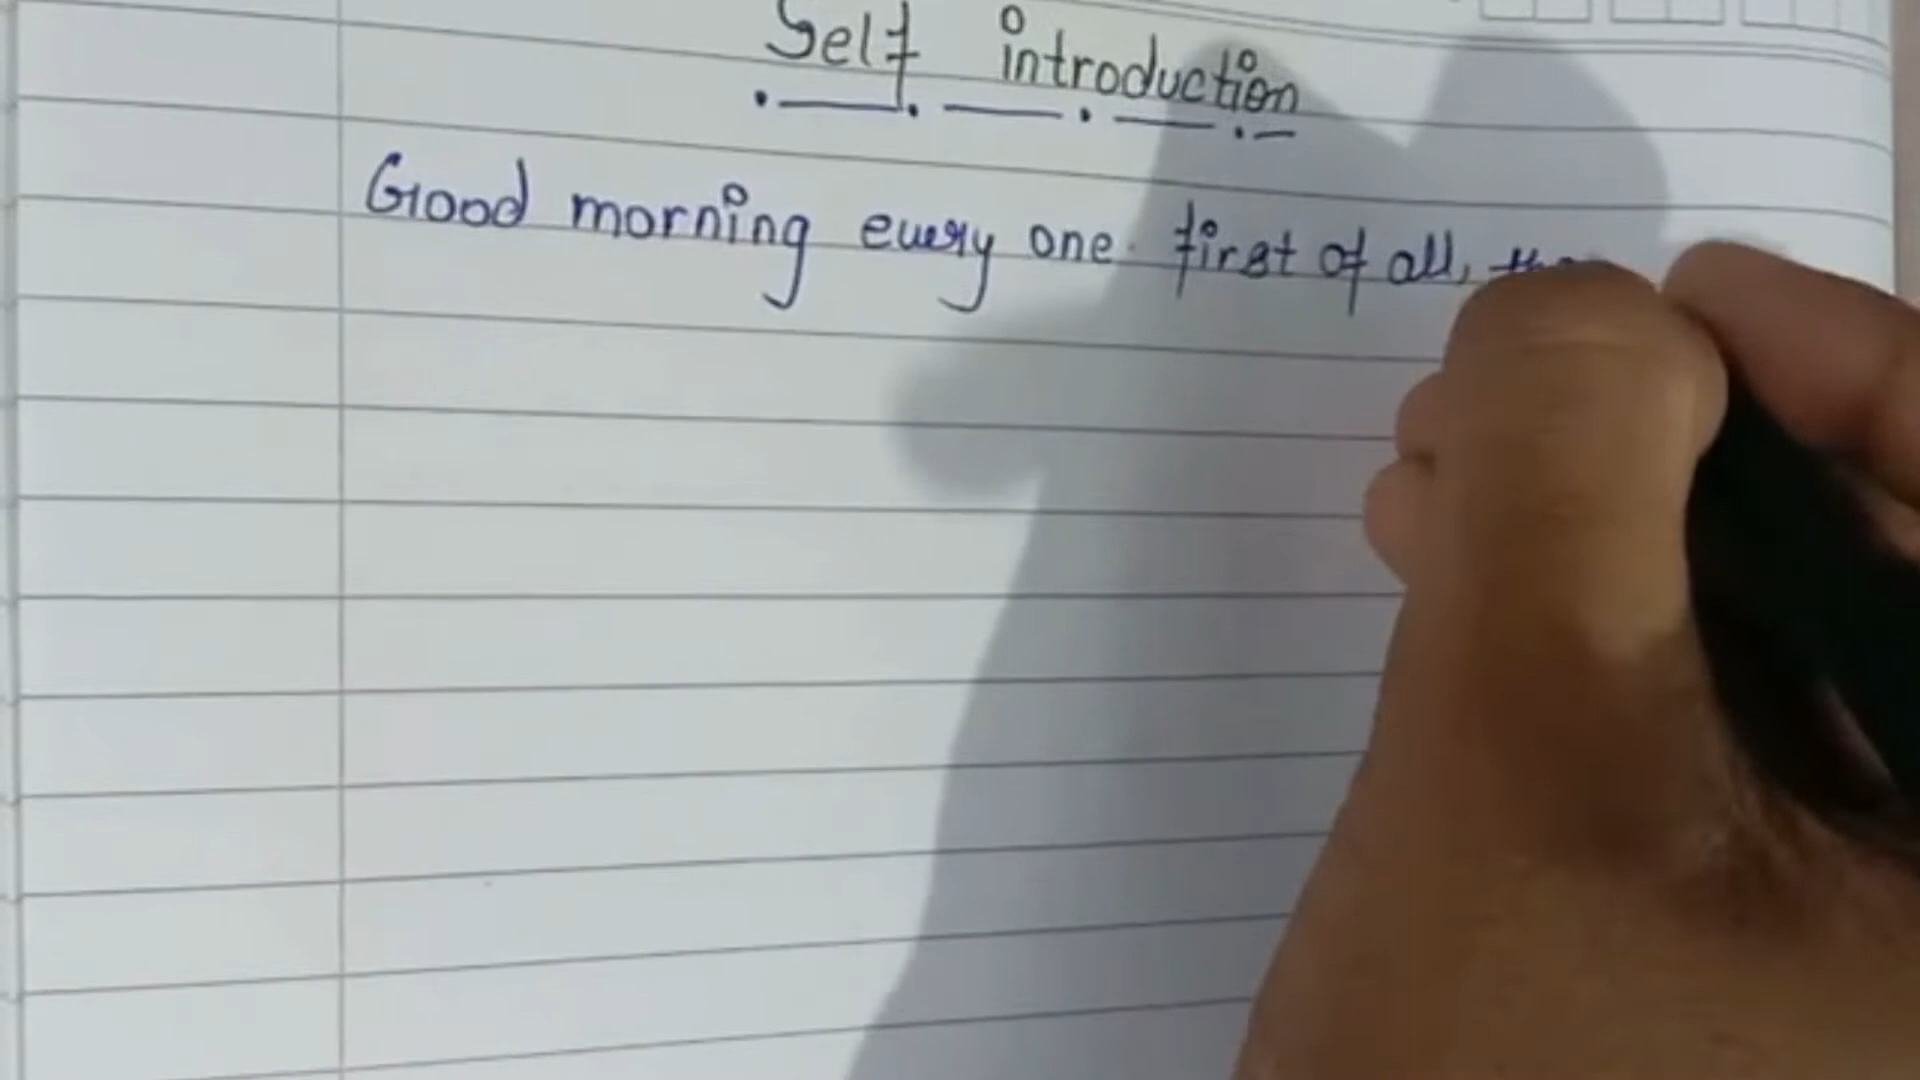 Self introduction
Good morning every one. first of all,